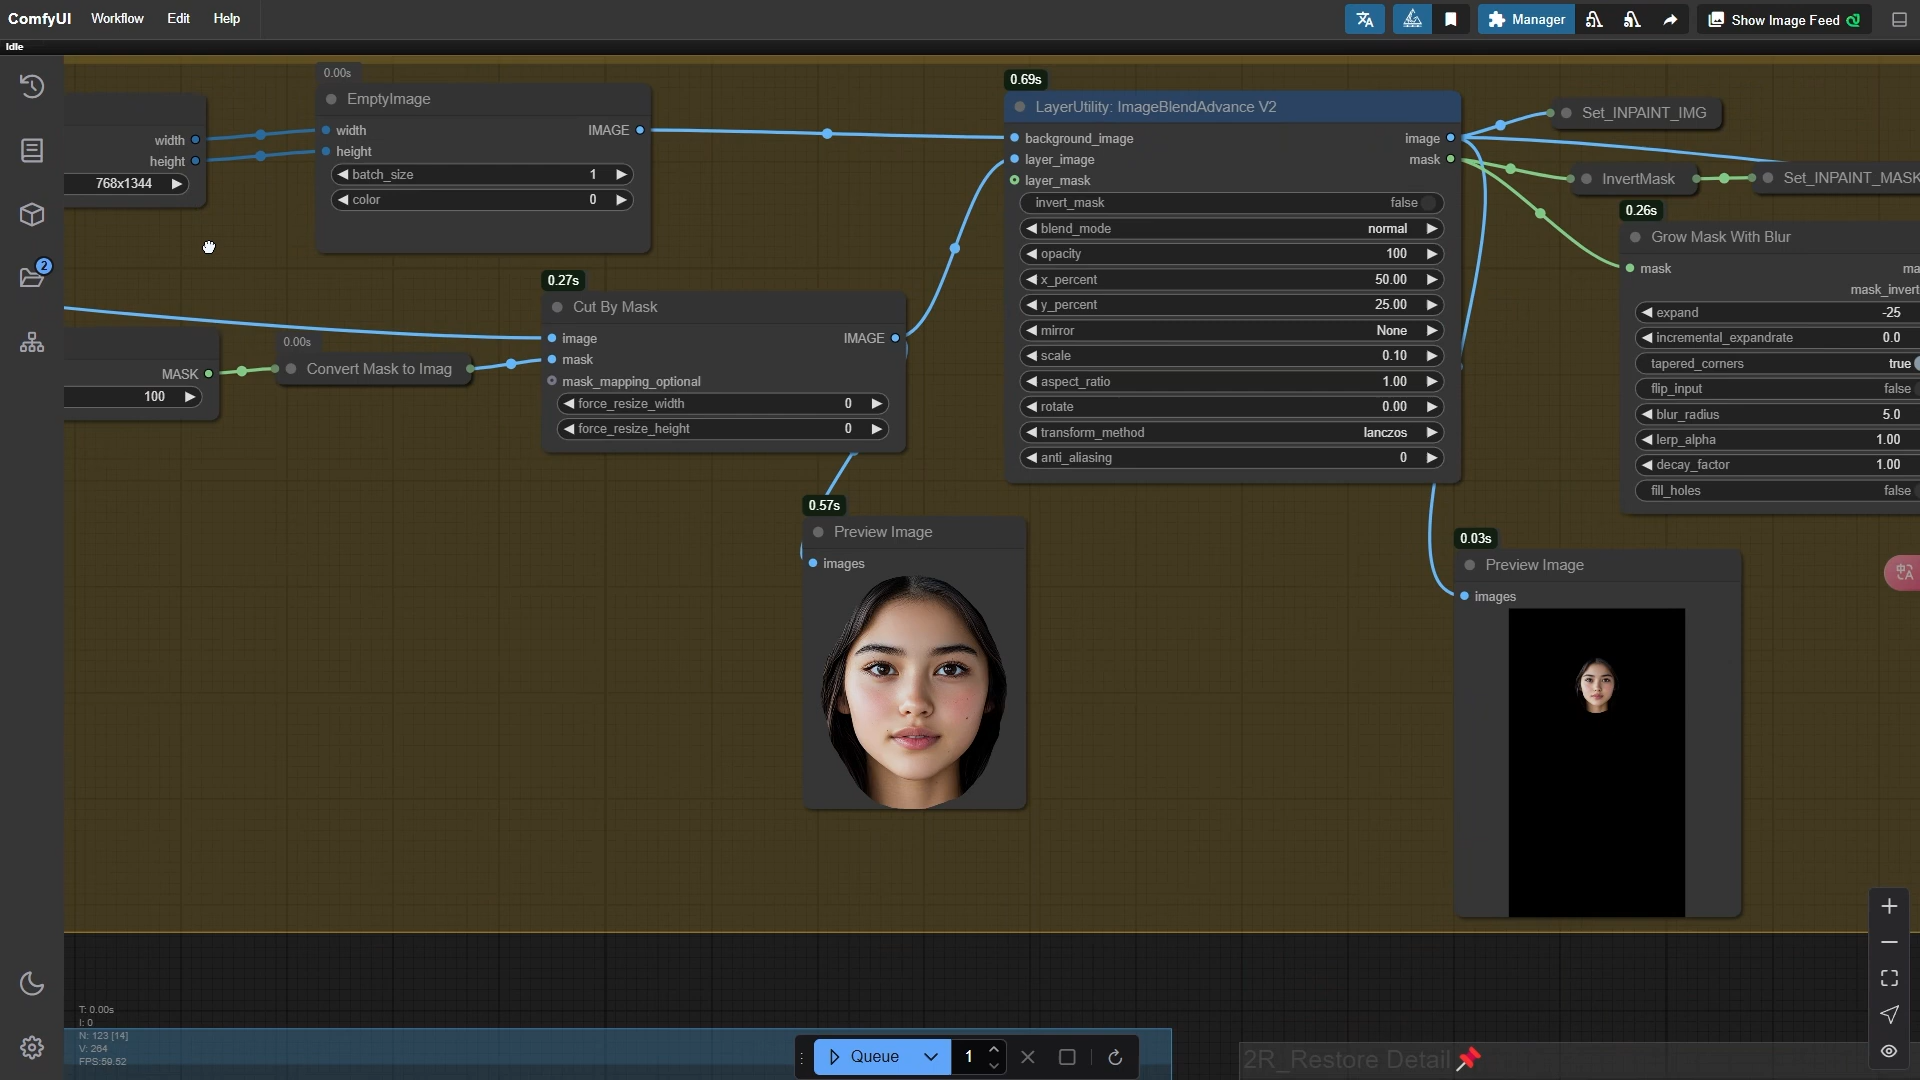 ComfyUI Workflow Edit Help
Manager
Show Image Feed
Idle
width
height
768x1344
0.00s
EmptyImage
width
height
IMAGE
batch_size 1
color 0
0.69s
LayerUtility: ImageBlendAdvance V2
background_image
layer_image
layer_mask
image
mask
invert_mask false
blend_mode normal
opacity 100
x_percent 50.00
y_percent 25.00
mirror None
scale 0.10
aspect_ratio 1.00
rotate 0.00
transform_method lanczos
anti_aliasing 0
Set_INPAINT_IMG
InvertMask
Set_INPAINT_MASK
0.26s
Grow Mask With Blur
mask
ma
mask_invert
expand -25
incremental_expandrate 0.0
tapered_corners true
flip_input false
blur_radius 5.0
lerp_alpha 1.00
decay_factor 1.00
fill_holes false
2
MASK
100
0.00s
Convert Mask to Imag
0.27s
Cut By Mask
image
mask
mask_mapping_optional
IMAGE
force_resize_width 0
force_resize_height 0
0.57s
Preview Image
images
0.03s
Preview Image
images
中A
T: 0.00s
I: 0
N: 123 [14]
V: 264
FPS:59.52
Queue
1
2R_Restore Detail